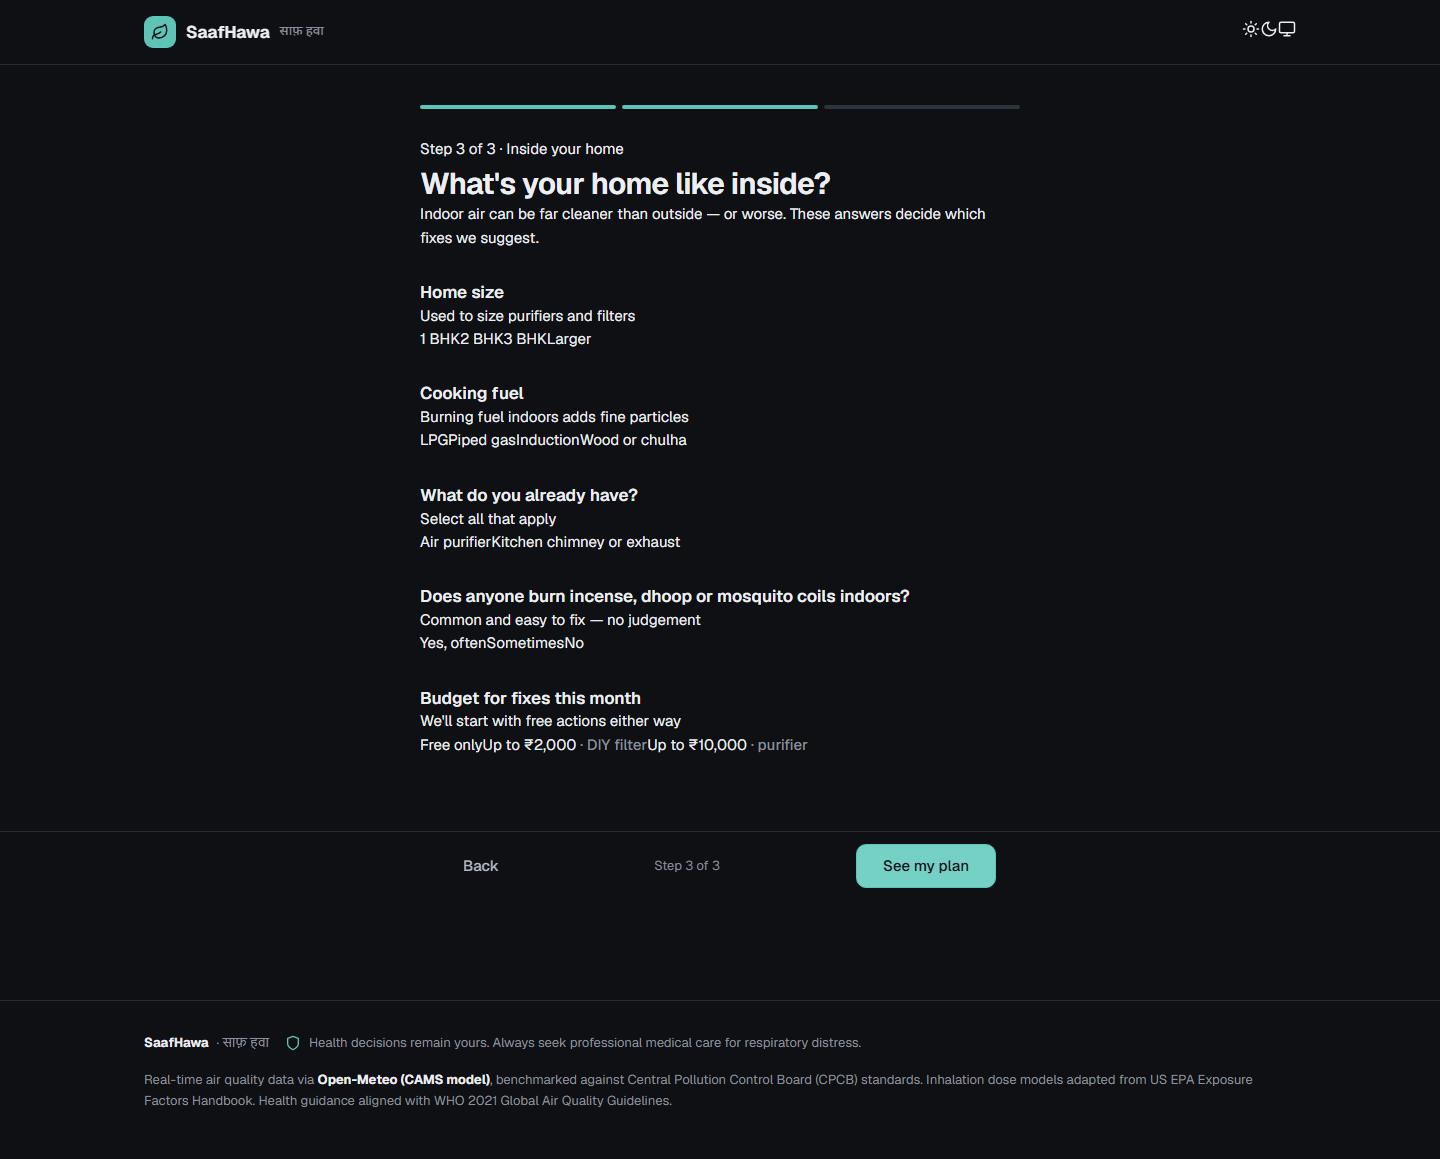 SaafHawa साफ़ हवा
Step 3 of 3 · Inside your home
What's your home like inside?
Indoor air can be far cleaner than outside — or worse. These answers decide which
fixes we suggest.
Home size
Used to size purifiers and filters
1 BHK2 BHK3 BHKLarger
Cooking fuel
Burning fuel indoors adds fine particles
LPGPiped gasInductionWood or chulha
What do you already have?
Select all that apply
Air purifierKitchen chimney or exhaust
Does anyone burn incense, dhoop or mosquito coils indoors?
Common and easy to fix — no judgement
Yes, oftenSometimesNo
Budget for fixes this month
We'll start with free actions either way
Free onlyUp to ₹2,000 · DIY filterUp to ₹10,000 · purifier
Back Step 3 of 3 See my plan
SaafHawa · साफ़ हवा Health decisions remain yours. Always seek professional medical care for respiratory distress.
Real-time air quality data via Open-Meteo (CAMS model), benchmarked against Central Pollution Control Board (CPCB) standards. Inhalation dose models adapted from US EPA Exposure
Factors Handbook. Health guidance aligned with WHO 2021 Global Air Quality Guidelines.